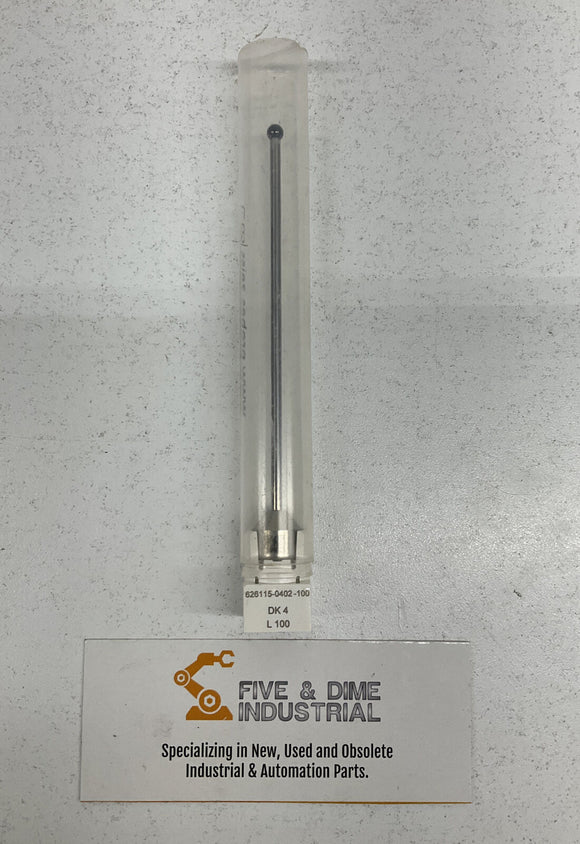 626115-0402-100
DK 4
L 100
FIVE & DIME
INDUSTRIAL
Specializing in New, Used and Obsolete
Industrial & Automation Parts.